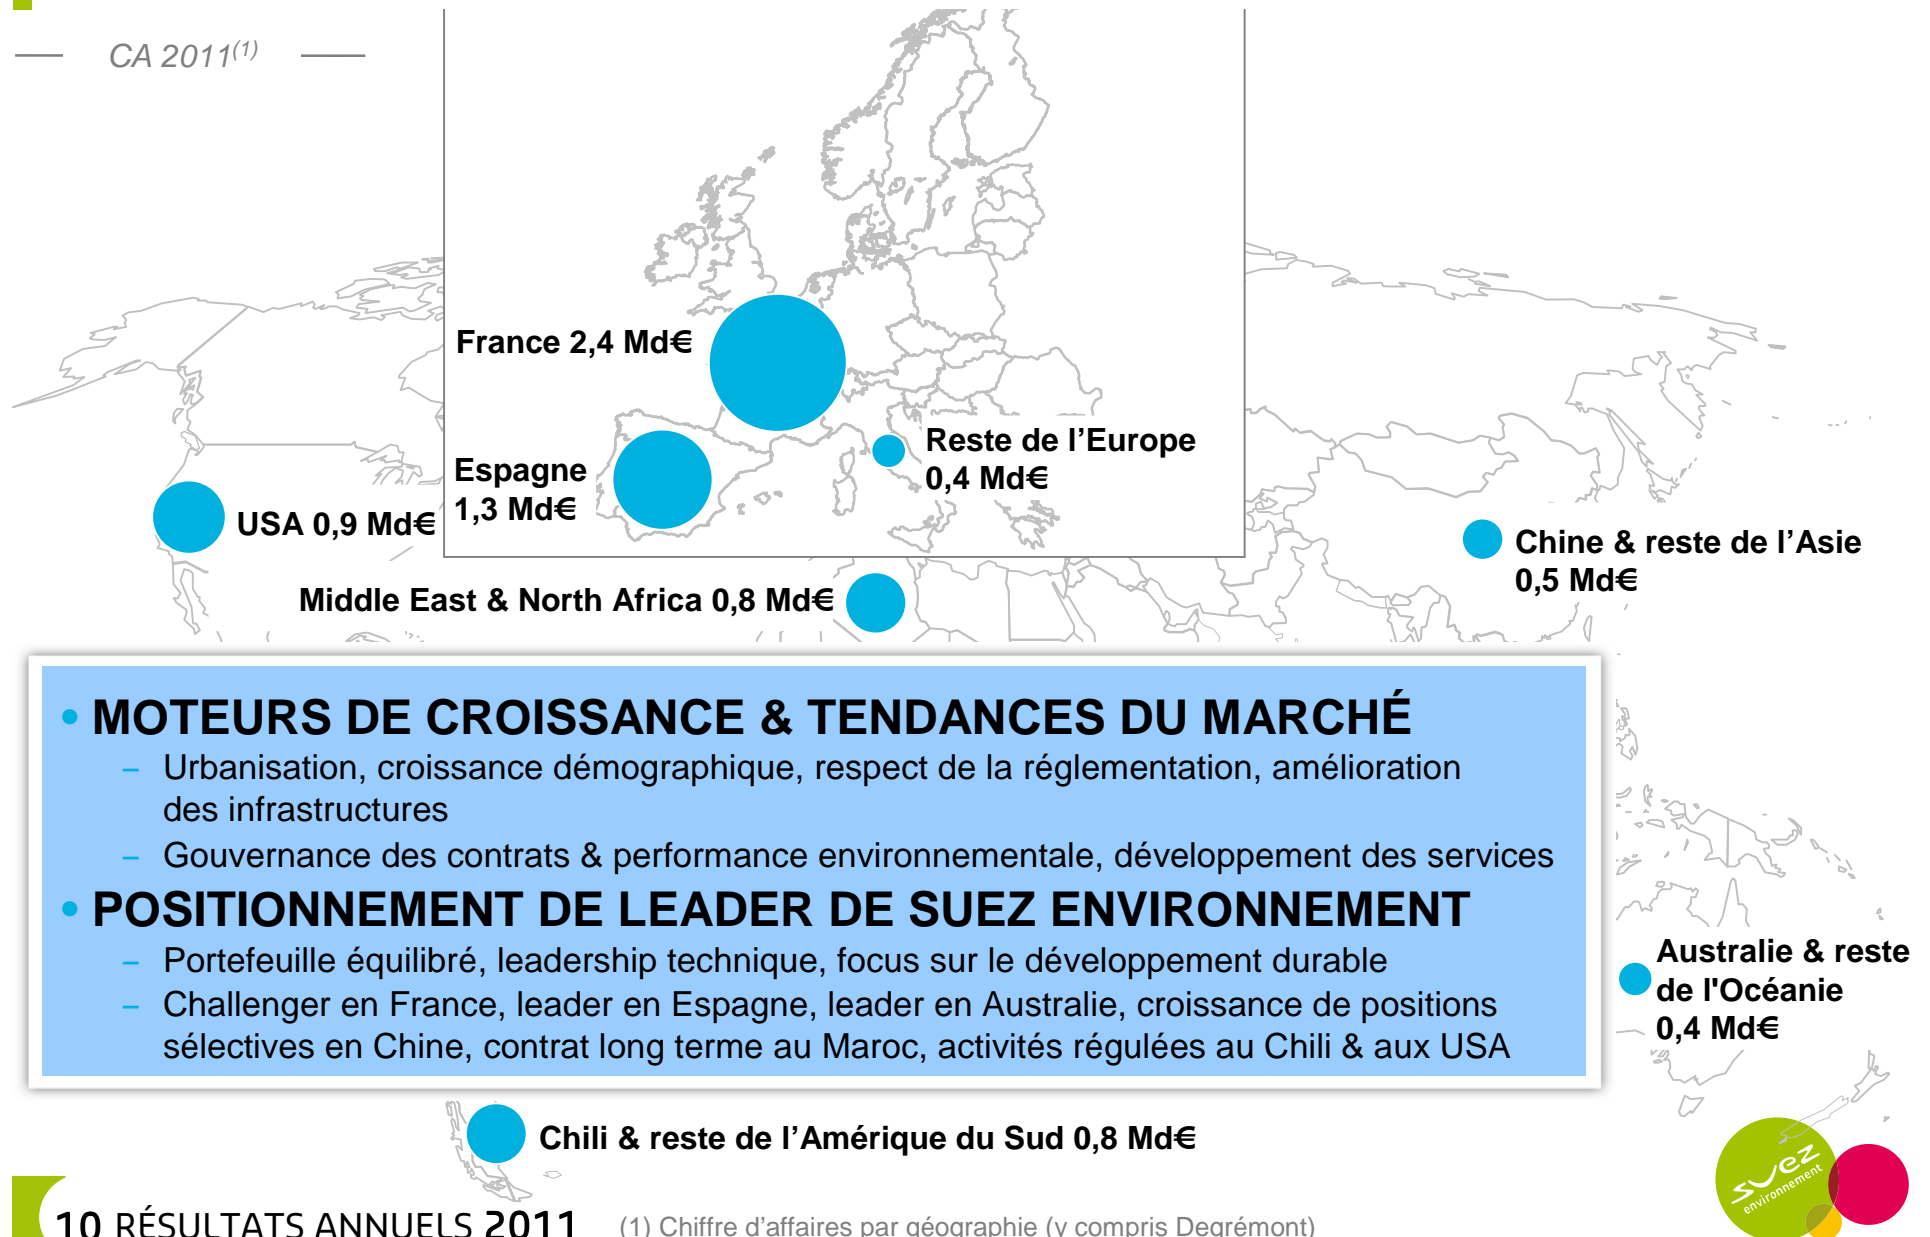 CA 2011(1)
France 2,4 Md€
Reste de l’Europe
0,4 Md€
Espagne
1,3 Md€
USA 0,9 Md€
Chine & reste de l’Asie
0,5 Md€
Middle East & North Africa 0,8 Md€
• MOTEURS DE CROISSANCE & TENDANCES DU MARCHÉ
– Urbanisation, croissance démographique, respect de la réglementation, amélioration
des infrastructures
– Gouvernance des contrats & performance environnementale, développement des services
• POSITIONNEMENT DE LEADER DE SUEZ ENVIRONNEMENT
– Portefeuille équilibré, leadership technique, focus sur le développement durable
– Challenger en France, leader en Espagne, leader en Australie, croissance de positions
sélectives en Chine, contrat long terme au Maroc, activités régulées au Chili & aux USA
Australie & reste
de l'Océanie
0,4 Md€
Chili & reste de l’Amérique du Sud 0,8 Md€
suez
environnement
10 RÉSULTATS ANNUELS 2011
(1) Chiffre d’affaires par géographie (y compris Degrémont)